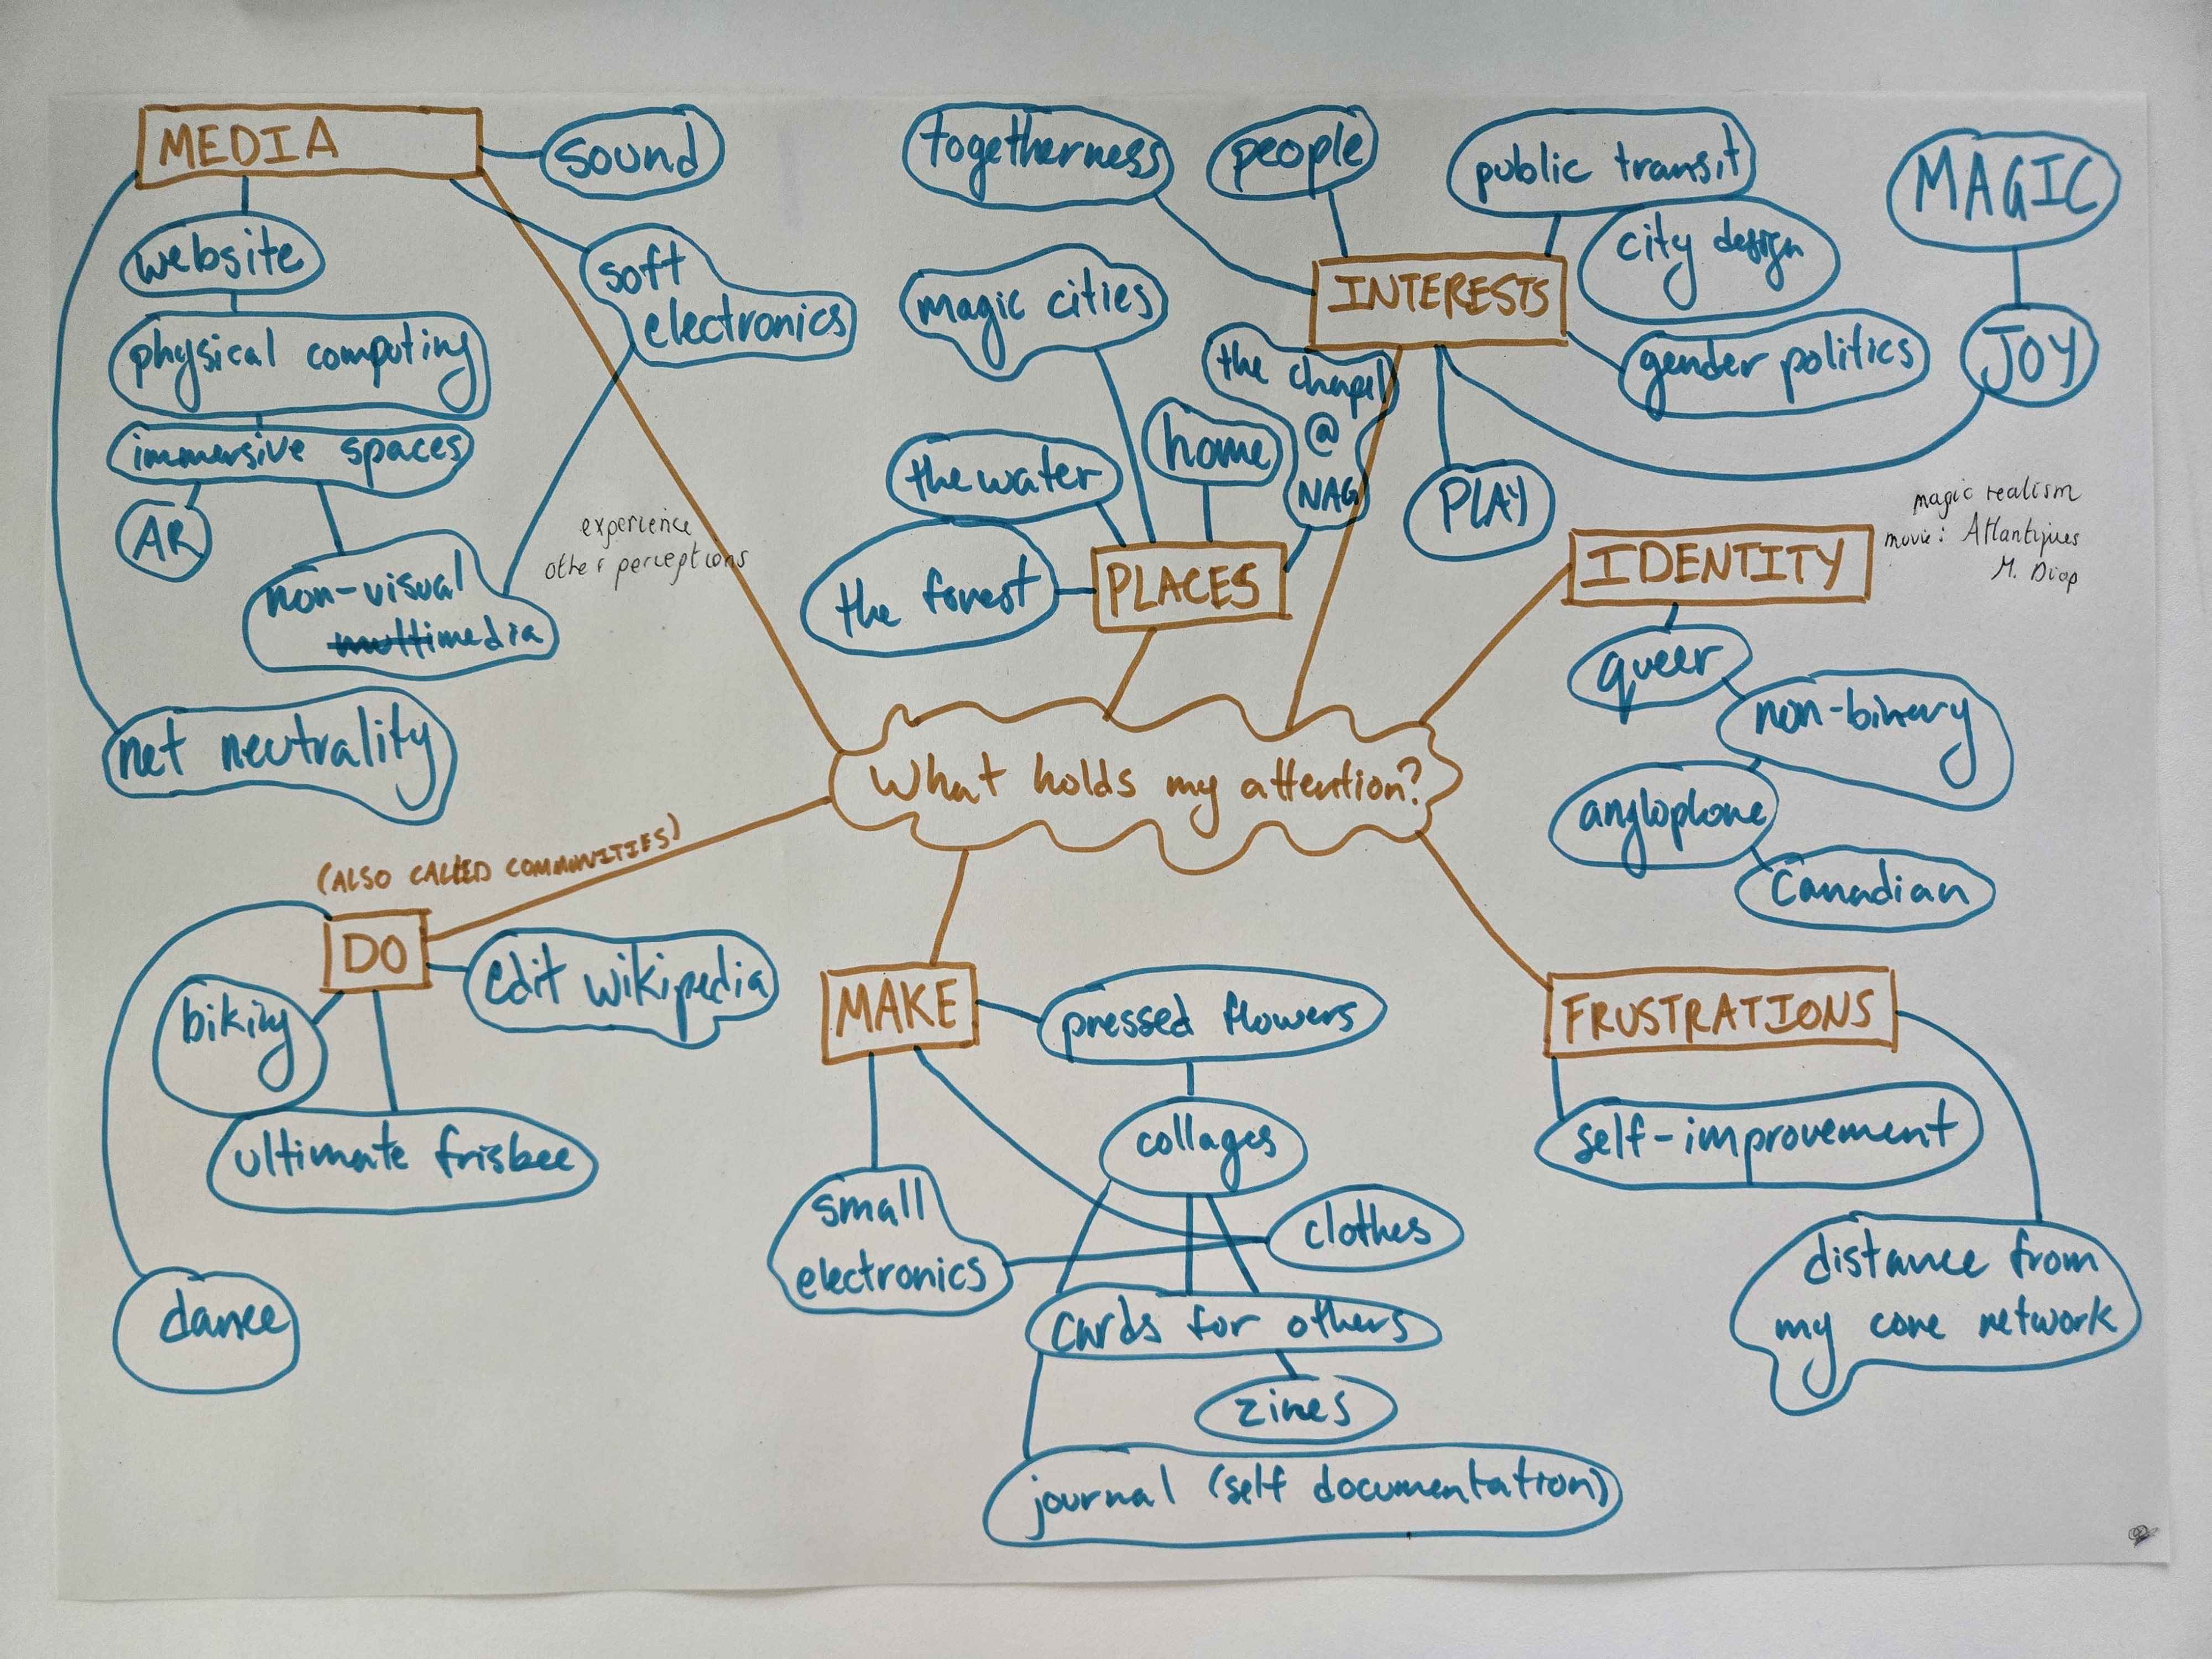 MEDIA
sound
website
soft
electronics
physical computing
immersive spaces
AR
non-visual
multimedia
experience
other perceptions
net neutrality
togetherness
people
public transit
city design
MAGIC
INTERESTS
gender politics
JOY
PLAY
magic cities
the chapel
@
NAG
home
the water
the forest
PLACES
IDENTITY
magic realism
movie: Atlantiques
M. Diop
queer
non-binary
anglophone
Canadian
What holds my attention?
(ALSO CALLED COMMUNITIES)
DO
edit wikipedia
biking
ultimate frisbee
dance
MAKE
pressed flowers
collages
small
electronics
clothes
cards for others
zines
journal (self documentation)
FRUSTRATIONS
self-improvement
distance from
my core network